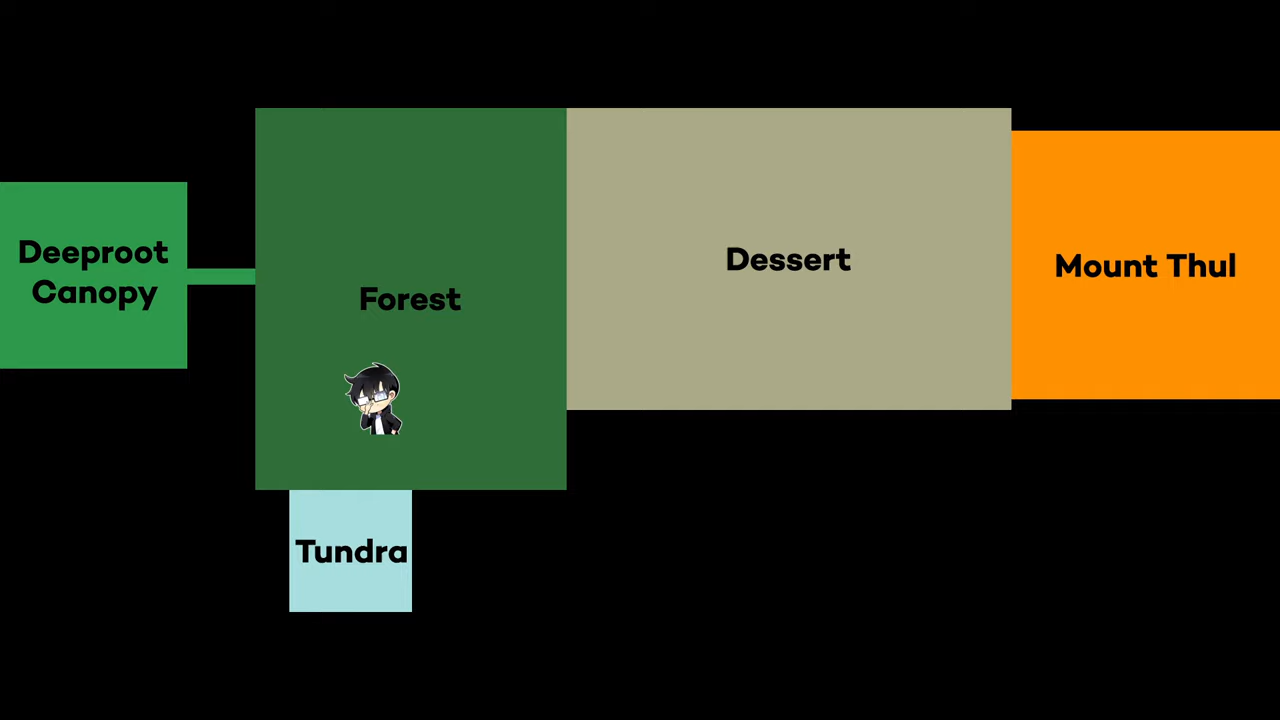 Deeproot
Canopy
Forest
Dessert
Mount Thul
Tundra